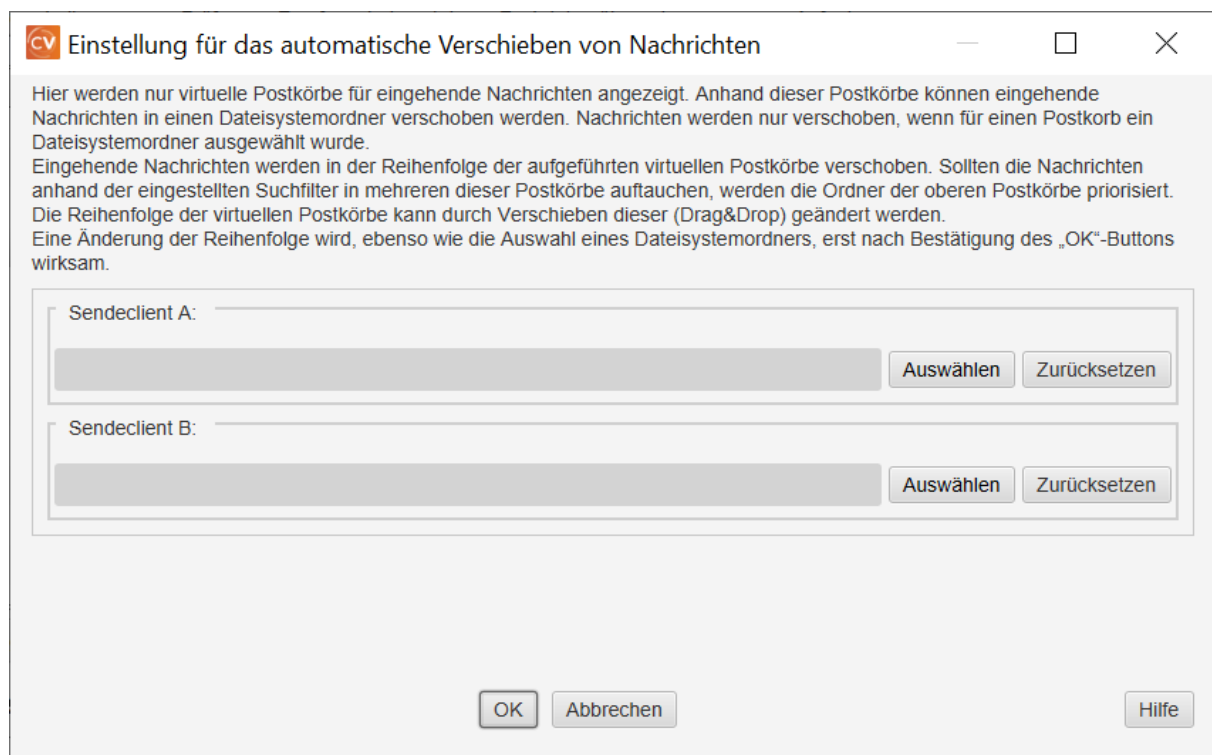 CV Einstellung für das automatische Verschieben von Nachrichten
Hier werden nur virtuelle Postkörbe für eingehende Nachrichten angezeigt. Anhand dieser Postkörbe können eingehende
Nachrichten in einen Dateisystemordner verschoben werden. Nachrichten werden nur verschoben, wenn für einen Postkorb ein
Dateisystemordner ausgewählt wurde.
Eingehende Nachrichten werden in der Reihenfolge der aufgeführten virtuellen Postkörbe verschoben. Sollten die Nachrichten
anhand der eingestellten Suchfilter in mehreren dieser Postkörbe auftauchen, werden die Ordner der oberen Postkörbe priorisiert.
Die Reihenfolge der virtuellen Postkörbe kann durch Verschieben dieser (Drag&Drop) geändert werden.
Eine Änderung der Reihenfolge wird, ebenso wie die Auswahl eines Dateisystemordners, erst nach Bestätigung des „OK“-Buttons
wirksam.
Sendeclient A:
Auswählen Zurücksetzen
Sendeclient B:
Auswählen Zurücksetzen
OK Abbrechen Hilfe